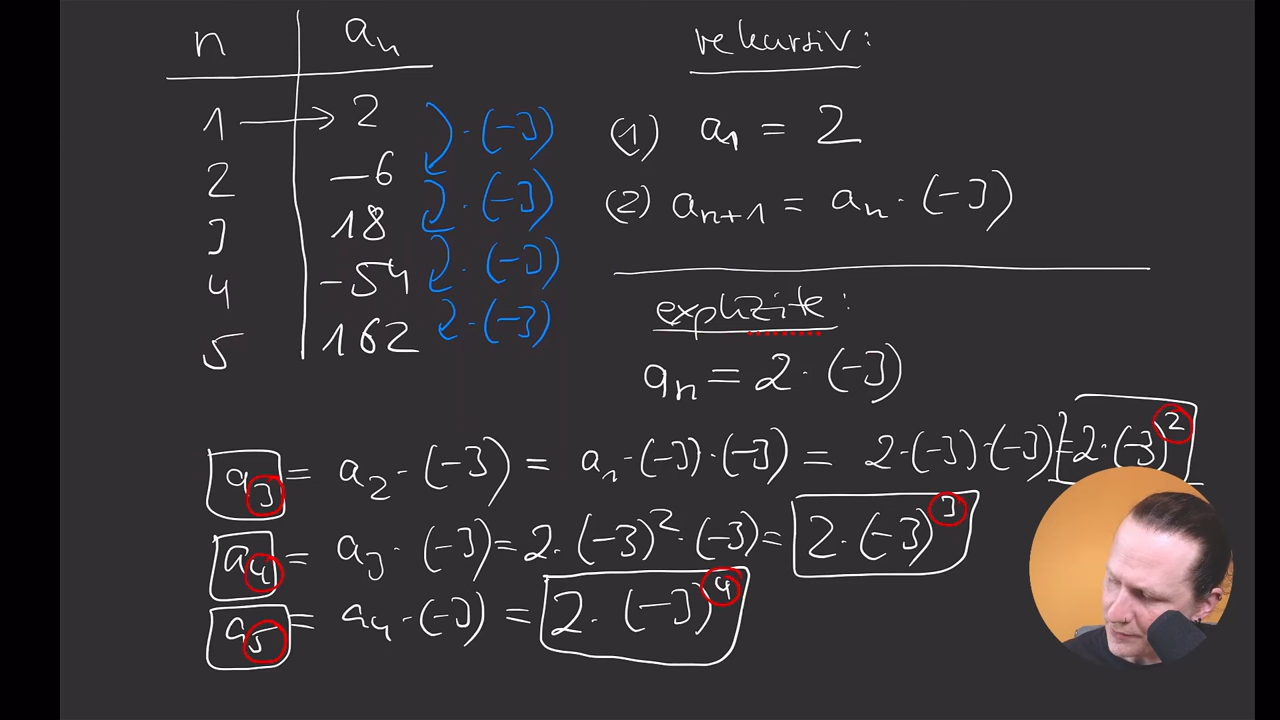 n aₙ
1 → 2 · (-3)
2 -6 · (-3)
3 18 · (-3)
4 -54 · (-3)
5 162
rekursiv:
(1) a₁ = 2
(2) aₙ₊₁ = aₙ · (-3)
explizite:
aₙ = 2 · (-3)
a₃ = a₂ · (-3) = a₁ · (-3) · (-3) = 2 · (-3) · (-3) = 2 · (-3)²
a₄ = a₃ · (-3) = 2 · (-3)² · (-3) = 2 · (-3)³
a₅ = a₄ · (-3) = 2 · (-3)⁴